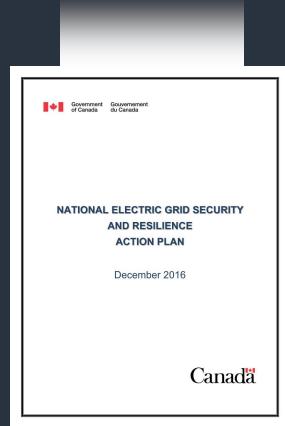 Government Gouvernement
of Canada du Canada
NATIONAL ELECTRIC GRID SECURITY
AND RESILIENCE
ACTION PLAN
December 2016
Canada